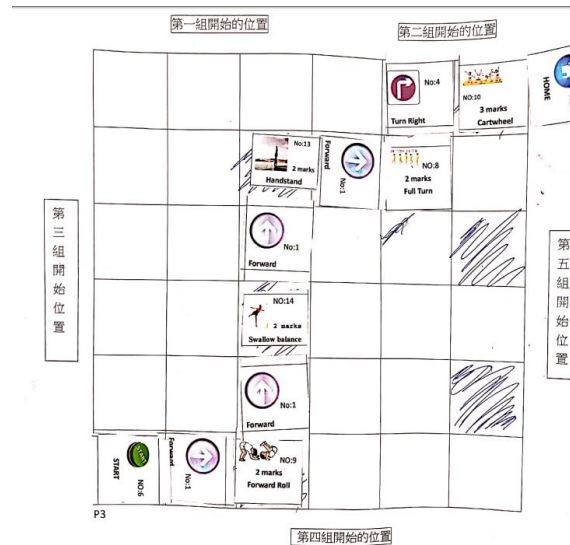 第一組開始的位置
第二組開始的位置
No:4
Turn Right
NO:10
3 marks
Cartwheel
HOME
No:13
2 marks
Handstand
Forward
No:1
NO:8
2 marks
Full Turn
第三組開始位置
No:1
Forward
第五組開始位置
NO:14
2 marks
Swallow balance
No:1
Forward
START
NO:6
Forward
No:1
NO:9
2 marks
Forward Roll
P3
第四組開始的位置